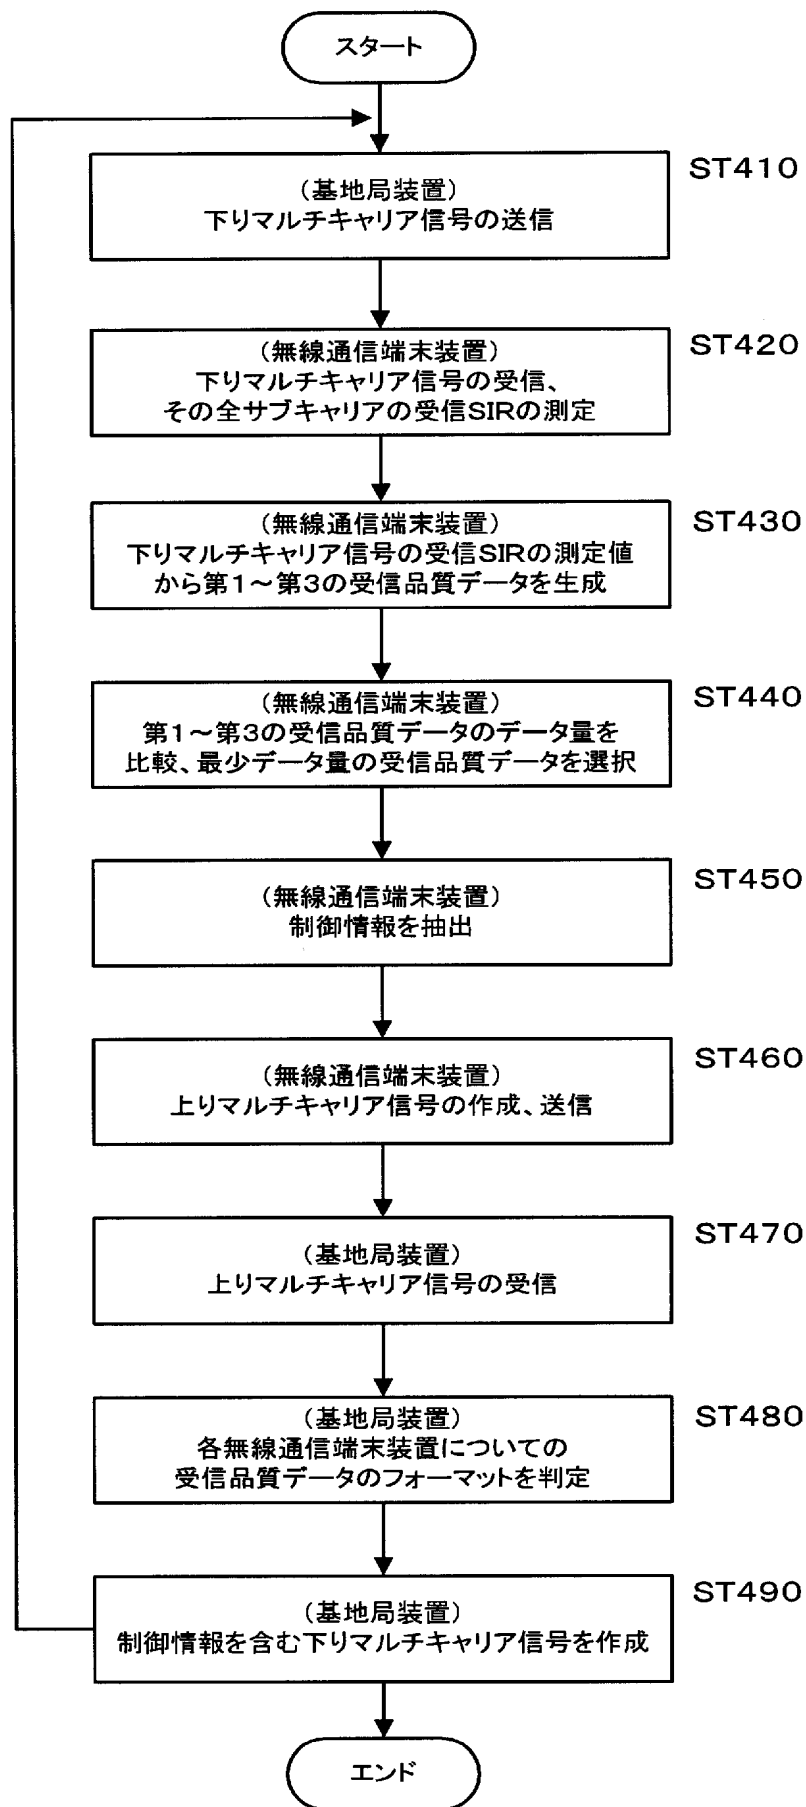 スタート
ST410
(基地局装置)
下りマルチキャリア信号の送信
ST420
(無線通信端末装置)
下りマルチキャリア信号の受信、
その全サブキャリアの受信SIRの測定
ST430
(無線通信端末装置)
下りマルチキャリア信号の受信SIRの測定値
から第1～第3の受信品質データを生成
ST440
(無線通信端末装置)
第1～第3の受信品質データのデータ量を
比較、最少データ量の受信品質データを選択
ST450
(無線通信端末装置)
制御情報を抽出
ST460
(無線通信端末装置)
上りマルチキャリア信号の作成、送信
ST470
(基地局装置)
上りマルチキャリア信号の受信
ST480
(基地局装置)
各無線通信端末装置についての
受信品質データのフォーマットを判定
ST490
(基地局装置)
制御情報を含む下りマルチキャリア信号を作成
エンド